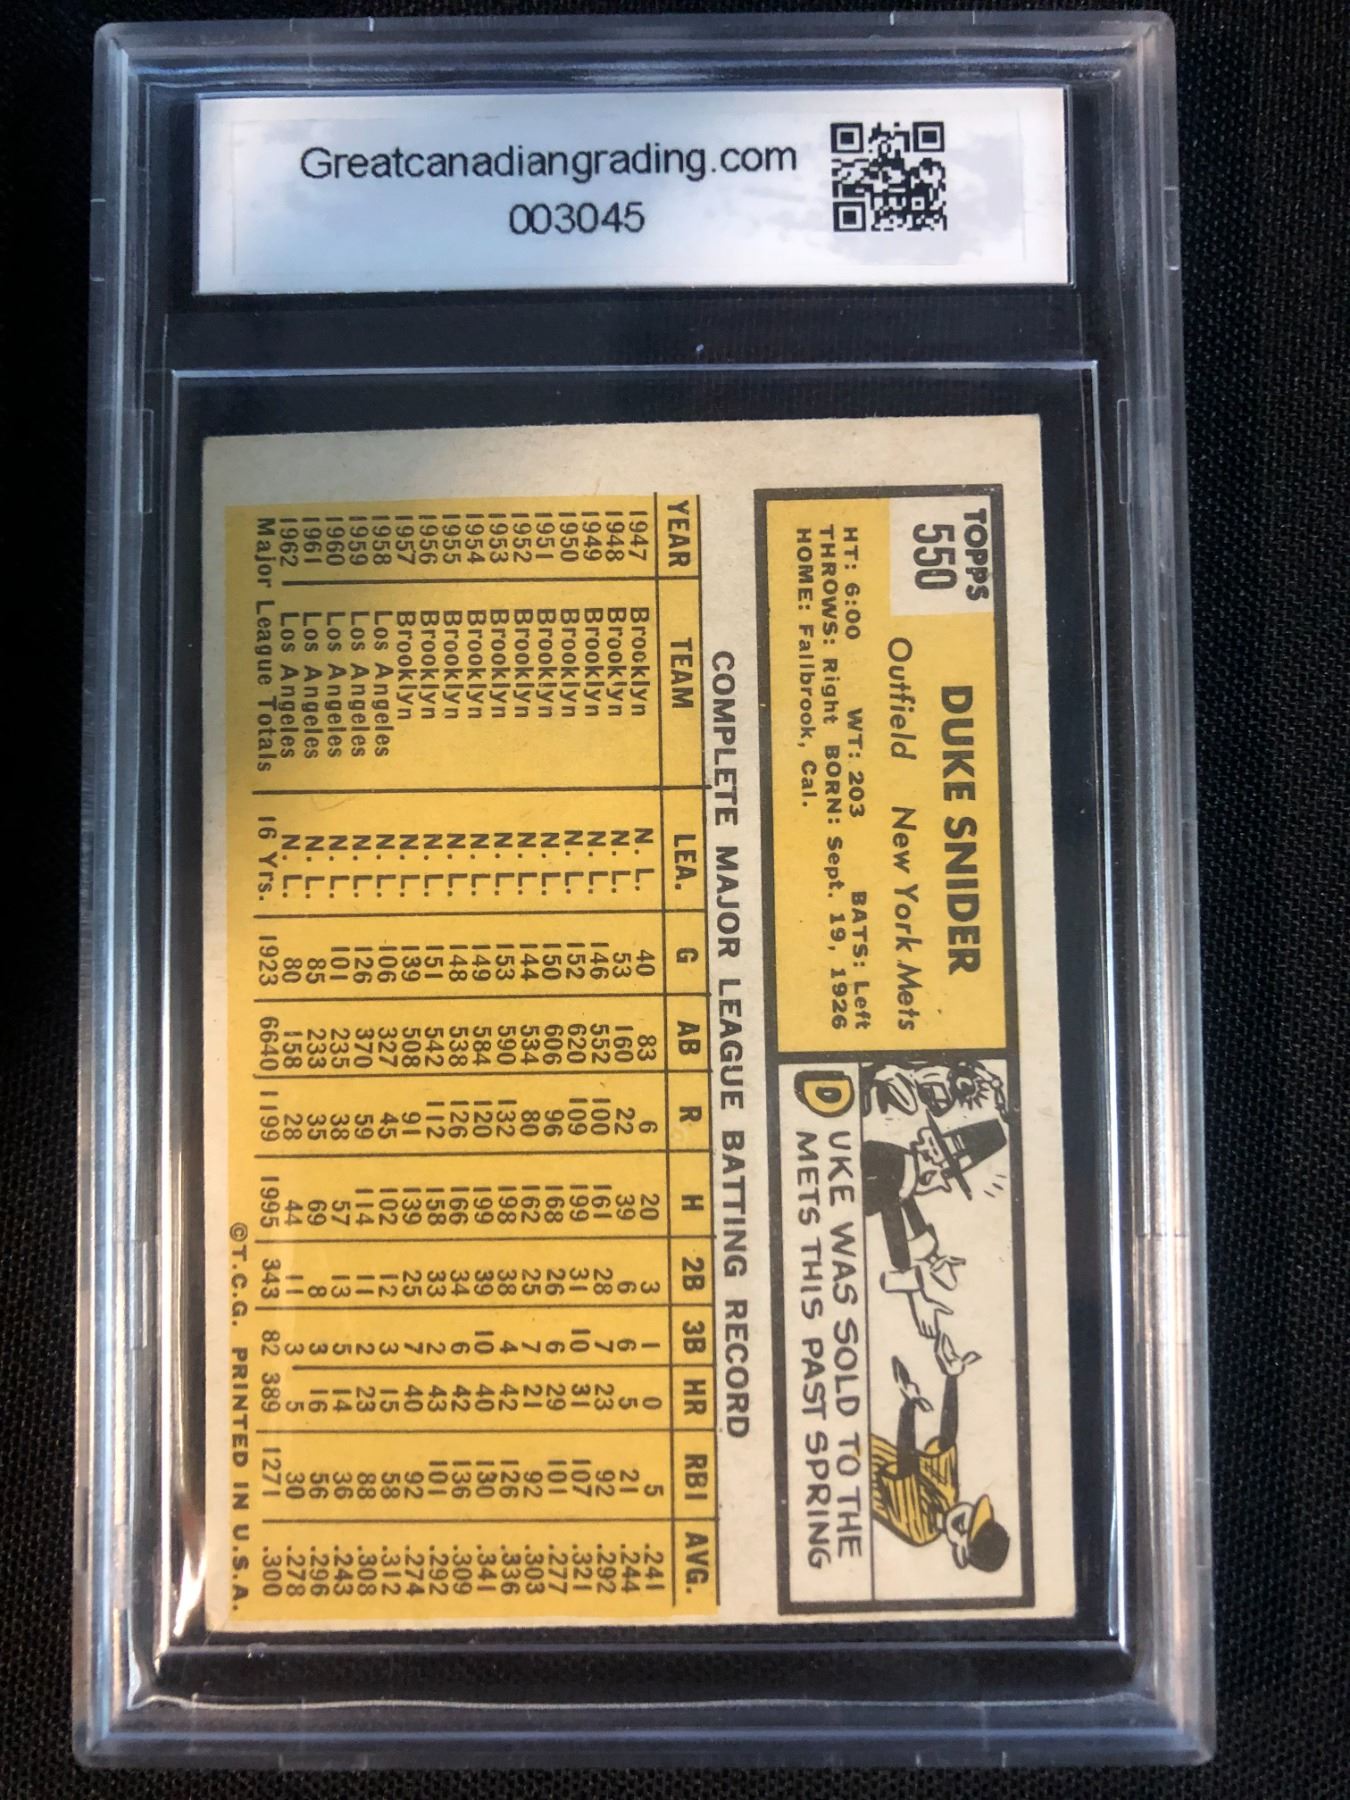 Greatcanadiangrading.com
003045
TOPPS
550
DUKE SNIDER
Outfield New York Mets
HT: 6:00 WT: 203 BATS: Left
THROWS: Right BORN: Sept. 19, 1926
HOME: Fallbrook, Cal.
DUKE WAS SOLD TO THE
METS THIS PAST SPRING
COMPLETE MAJOR LEAGUE BATTING RECORD
YEAR TEAM LEA. G AB R H 2B 3B HR RBI AVG.
1947 Brooklyn N. L. 40 83 6 20 3 1 0 5 .241
1948 Brooklyn N. L. 53 160 22 39 6 6 5 21 .244
1949 Brooklyn N. L. 146 552 100 161 28 7 23 92 .292
1950 Brooklyn N. L. 152 620 109 199 31 10 31 107 .321
1951 Brooklyn N. L. 150 606 96 168 26 6 29 101 .277
1952 Brooklyn N. L. 144 534 80 162 25 7 21 92 .303
1953 Brooklyn N. L. 153 590 132 198 38 4 42 126 .336
1954 Brooklyn N. L. 149 584 120 199 39 10 40 130 .341
1955 Brooklyn N. L. 148 538 126 166 34 6 42 136 .309
1956 Brooklyn N. L. 151 542 112 158 33 2 43 101 .292
1957 Brooklyn N. L. 139 508 91 139 25 7 40 92 .274
1958 Los Angeles N. L. 106 327 45 102 12 3 15 58 .312
1959 Los Angeles N. L. 126 370 59 114 11 2 23 88 .308
1960 Los Angeles N. L. 101 235 38 57 13 5 14 36 .243
1961 Los Angeles N. L. 85 233 35 69 8 3 16 56 .296
1962 Los Angeles N. L. 80 158 28 44 11 3 5 30 .278
Major League Totals 16 Yrs. 1923 6640 1199 1995 343 82 389 1271 .300
©T.C.G. PRINTED IN U.S.A.